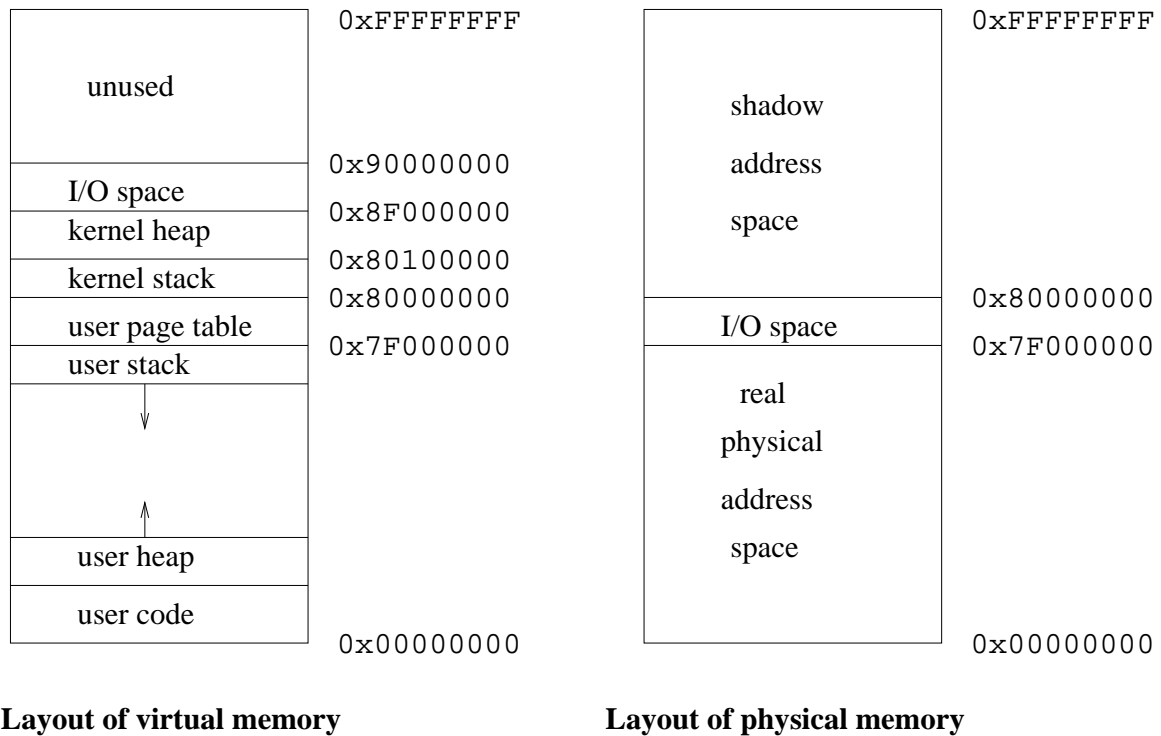 0xFFFFFFFF
unused
0x90000000
I/O space
0x8F000000
kernel heap
0x80100000
kernel stack
0x80000000
user page table
0x7F000000
user stack
user heap
user code
0x00000000
Layout of virtual memory
0xFFFFFFFF
shadow
address
space
0x80000000
I/O space
0x7F000000
real
physical
address
space
0x00000000
Layout of physical memory